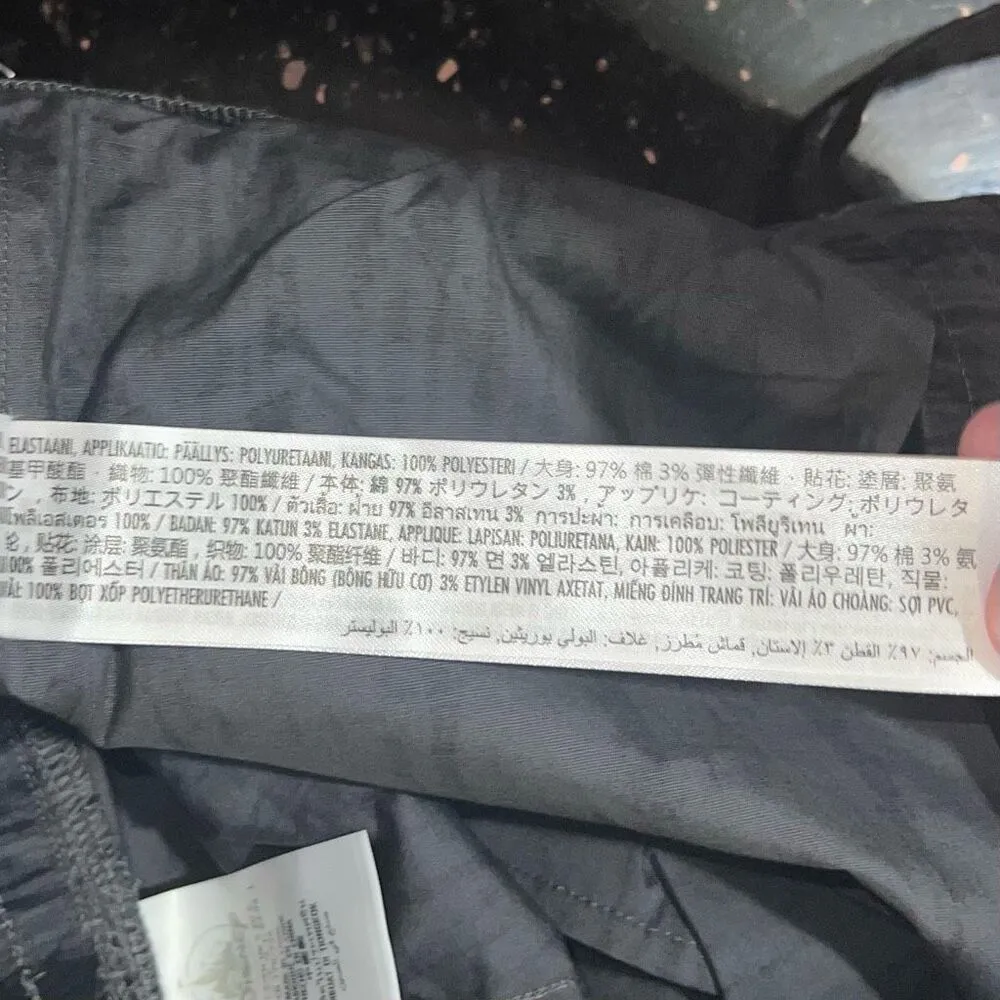 ELASTAANI, APPLIKAATIO: PÄÄLLYS: POLYURETAANI, KANGAS: 100% POLYESTERI / 大身: 97% 棉 3% 彈性纖維 · 貼花: 塗層: 聚氨
基甲酸酯 · 織物: 100% 聚酯纖維 / 本体: 綿 97% ポリウレタン 3% , アップリケ: コーティング: ポリウレタ
ン , 布地: ポリエステル 100% / ตัวเสื้อ: ฝ้าย 97% อีลาสเทน 3% การปะผ้า: การเคลือบ: โพลียูรีเทน ผ้า:
โพลีเอสเตอร์ 100% / BADAN: 97% KATUN 3% ELASTANE, APPLIQUE: LAPISAN: POLIURETANA, KAIN: 100% POLIESTER / 大身: 97% 棉 3% 氨
纶 , 贴花: 涂层: 聚氨酯 , 织物: 100% 聚酯纤维 / 바디: 97% 면 3% 엘라스틴, 아플리케: 코팅: 폴리우레탄, 직물:
100% 폴리에스터 / THÂN ÁO: 97% VẢI BÔNG (BÔNG HỮU CƠ) 3% ETYLEN VINYL AXETAT, MIẾNG ĐÍNH TRANG TRÍ: VẢI ÁO CHOÀNG: SỢI PVC,
VẢI: 100% BỌT XỐP POLYETHERURETHANE /
الجسم: ٩٧٪ القطن ٣٪ الاستان, قماش مُطرز, غلاف: البولي يوريثين, نسيج: ١٠٠٪ البوليستر